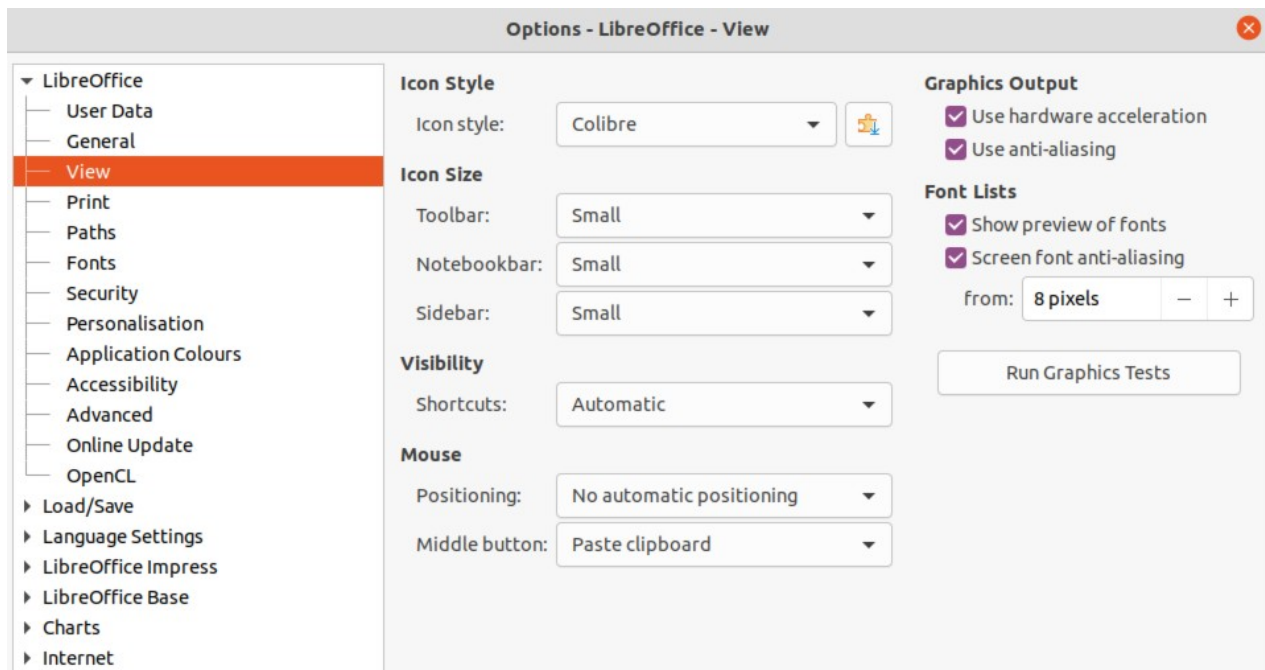 Options - LibreOffice - View
LibreOffice
User Data
General
View
Print
Paths
Fonts
Security
Personalisation
Application Colours
Accessibility
Advanced
Online Update
OpenCL
Load/Save
Language Settings
LibreOffice Impress
LibreOffice Base
Charts
Internet
Icon Style
Icon style: Colibre
Icon Size
Toolbar: Small
Notebookbar: Small
Sidebar: Small
Visibility
Shortcuts: Automatic
Mouse
Positioning: No automatic positioning
Middle button: Paste clipboard
Graphics Output
Use hardware acceleration
Use anti-aliasing
Font Lists
Show preview of fonts
Screen font anti-aliasing
from: 8 pixels − +
Run Graphics Tests